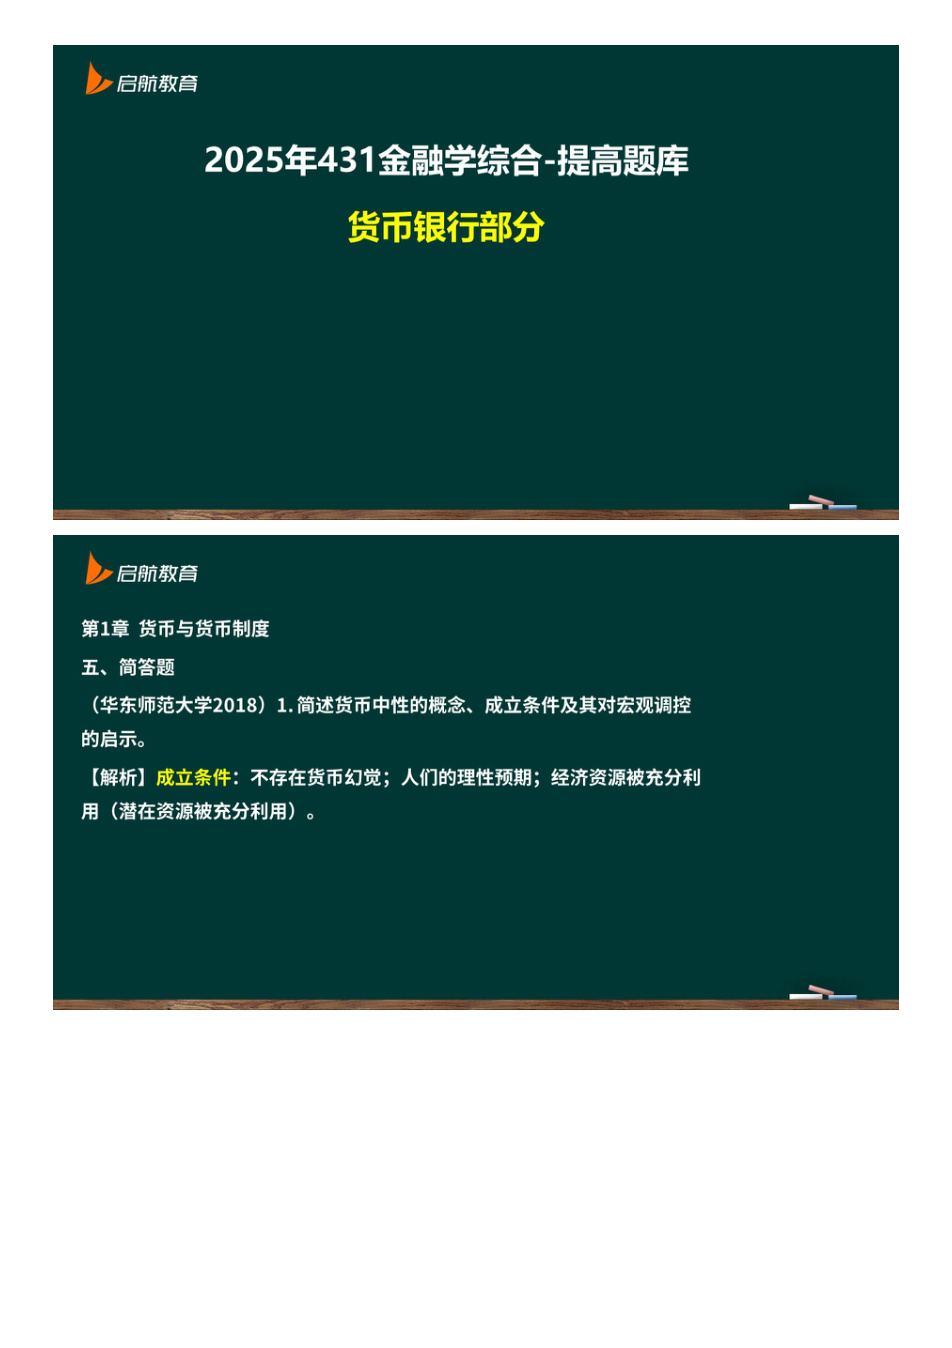 启航教育
2025年431金融学综合-提高题库
货币银行部分
启航教育
第1章 货币与货币制度
五、简答题
（华东师范大学2018）1. 简述货币中性的概念、成立条件及其对宏观调控
的启示。
【解析】成立条件：不存在货币幻觉；人们的理性预期；经济资源被充分利
用（潜在资源被充分利用）。